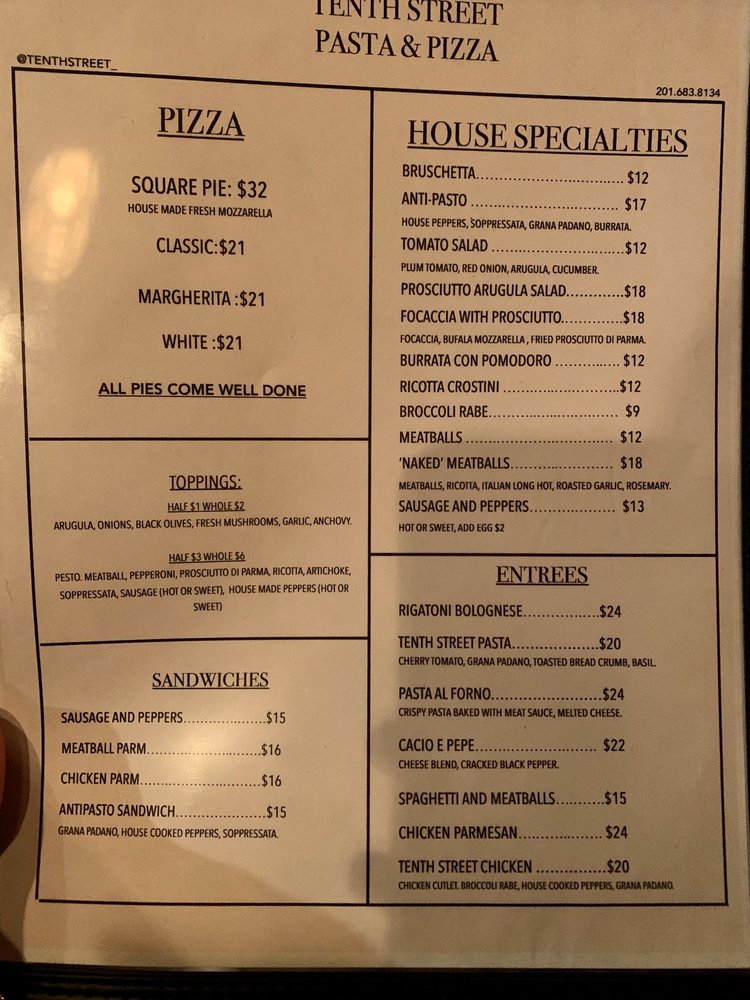 TENTH STREET
PASTA & PIZZA
@TENTHSTREET_
201.683.8134
PIZZA
SQUARE PIE: $32
HOUSE MADE FRESH MOZZARELLA
CLASSIC:$21
MARGHERITA :$21
WHITE :$21
ALL PIES COME WELL DONE
TOPPINGS:
HALF $1 WHOLE $2
ARUGULA, ONIONS, BLACK OLIVES, FRESH MUSHROOMS, GARLIC, ANCHOVY.
HALF $3 WHOLE $6
PESTO. MEATBALL, PEPPERONI, PROSCIUTTO DI PARMA, RICOTTA, ARTICHOKE,
SOPPRESSATA, SAUSAGE (HOT OR SWEET), HOUSE MADE PEPPERS (HOT OR
SWEET)
SANDWICHES
SAUSAGE AND PEPPERS.....................$15
MEATBALL PARM.............................$16
CHICKEN PARM...............................$16
ANTIPASTO SANDWICH.......................$15
GRANA PADANO, HOUSE COOKED PEPPERS, SOPPRESSATA.
HOUSE SPECIALTIES
BRUSCHETTA.................................... $12
ANTI-PASTO .................................... $17
HOUSE PEPPERS, SOPPRESSATA, GRANA PADANO, BURRATA.
TOMATO SALAD .................................$12
PLUM TOMATO, RED ONION, ARUGULA, CUCUMBER.
PROSCIUTTO ARUGULA SALAD..............$18
FOCACCIA WITH PROSCIUTTO...............$18
FOCACCIA, BUFALA MOZZARELLA , FRIED PROSCIUTTO DI PARMA.
BURRATA CON POMODORO ................$12
RICOTTA CROSTINI .............................$12
BROCCOLI RABE................................ $9
MEATBALLS .................................... $12
'NAKED' MEATBALLS......................... $18
MEATBALLS, RICOTTA, ITALIAN LONG HOT, ROASTED GARLIC, ROSEMARY.
SAUSAGE AND PEPPERS..................... $13
HOT OR SWEET, ADD EGG $2
ENTREES
RIGATONI BOLOGNESE...................$24
TENTH STREET PASTA......................$20
CHERRY TOMATO, GRANA PADANO, TOASTED BREAD CRUMB, BASIL.
PASTA AL FORNO............................$24
CRISPY PASTA BAKED WITH MEAT SAUCE, MELTED CHEESE.
CACIO E PEPE.............................. $22
CHEESE BLEND, CRACKED BLACK PEPPER.
SPAGHETTI AND MEATBALLS............$15
CHICKEN PARMESAN..................... $24
TENTH STREET CHICKEN ..................$20
CHICKEN CUTLET. BROCCOLI RABE, HOUSE COOKED PEPPERS, GRANA PADANO.